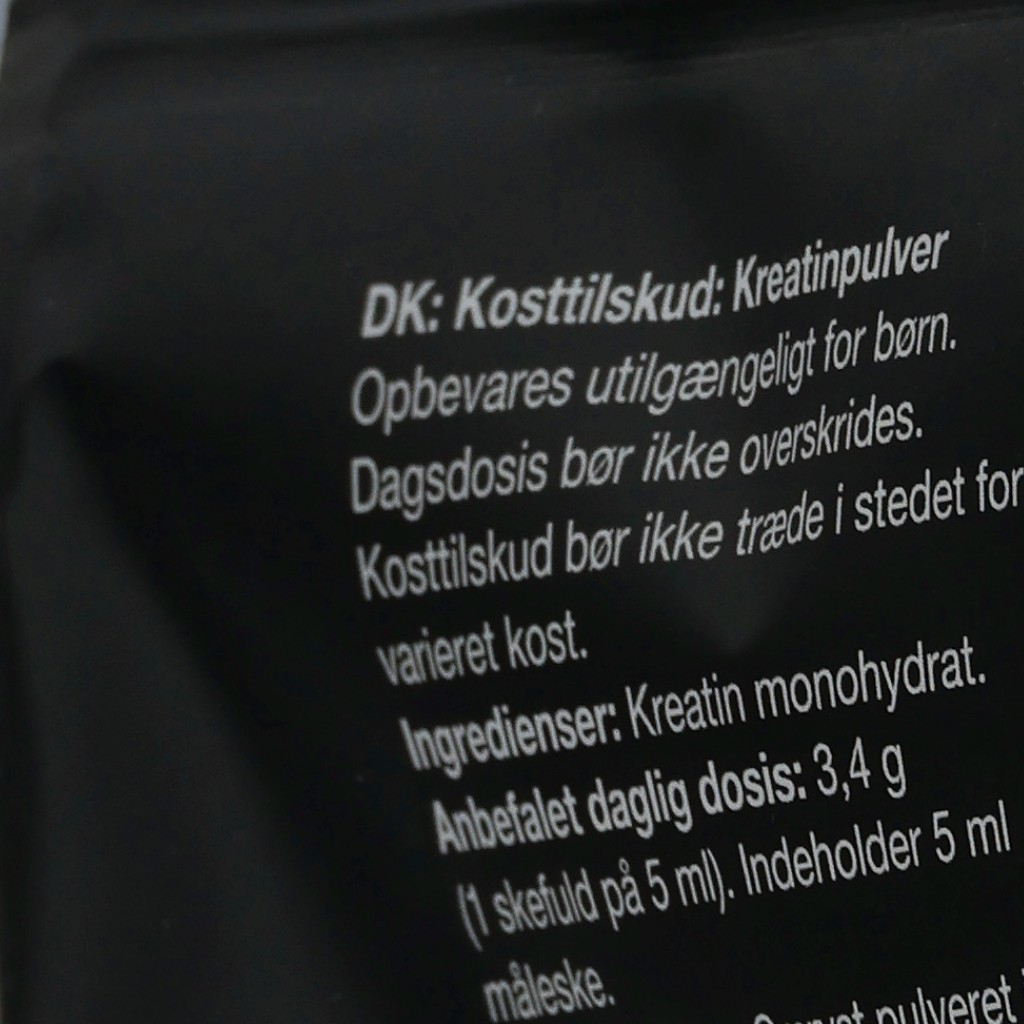 DK: Kosttilskud: Kreatinpulver
Opbevares utilgængeligt for børn.
Dagsdosis bør ikke overskrides.
Kosttilskud bør ikke træde i stedet for
varieret kost.
Ingredienser: Kreatin monohydrat.
Anbefalet daglig dosis: 3,4 g
(1 skefuld på 5 ml). Indeholder 5 ml
måleske.
pulveret